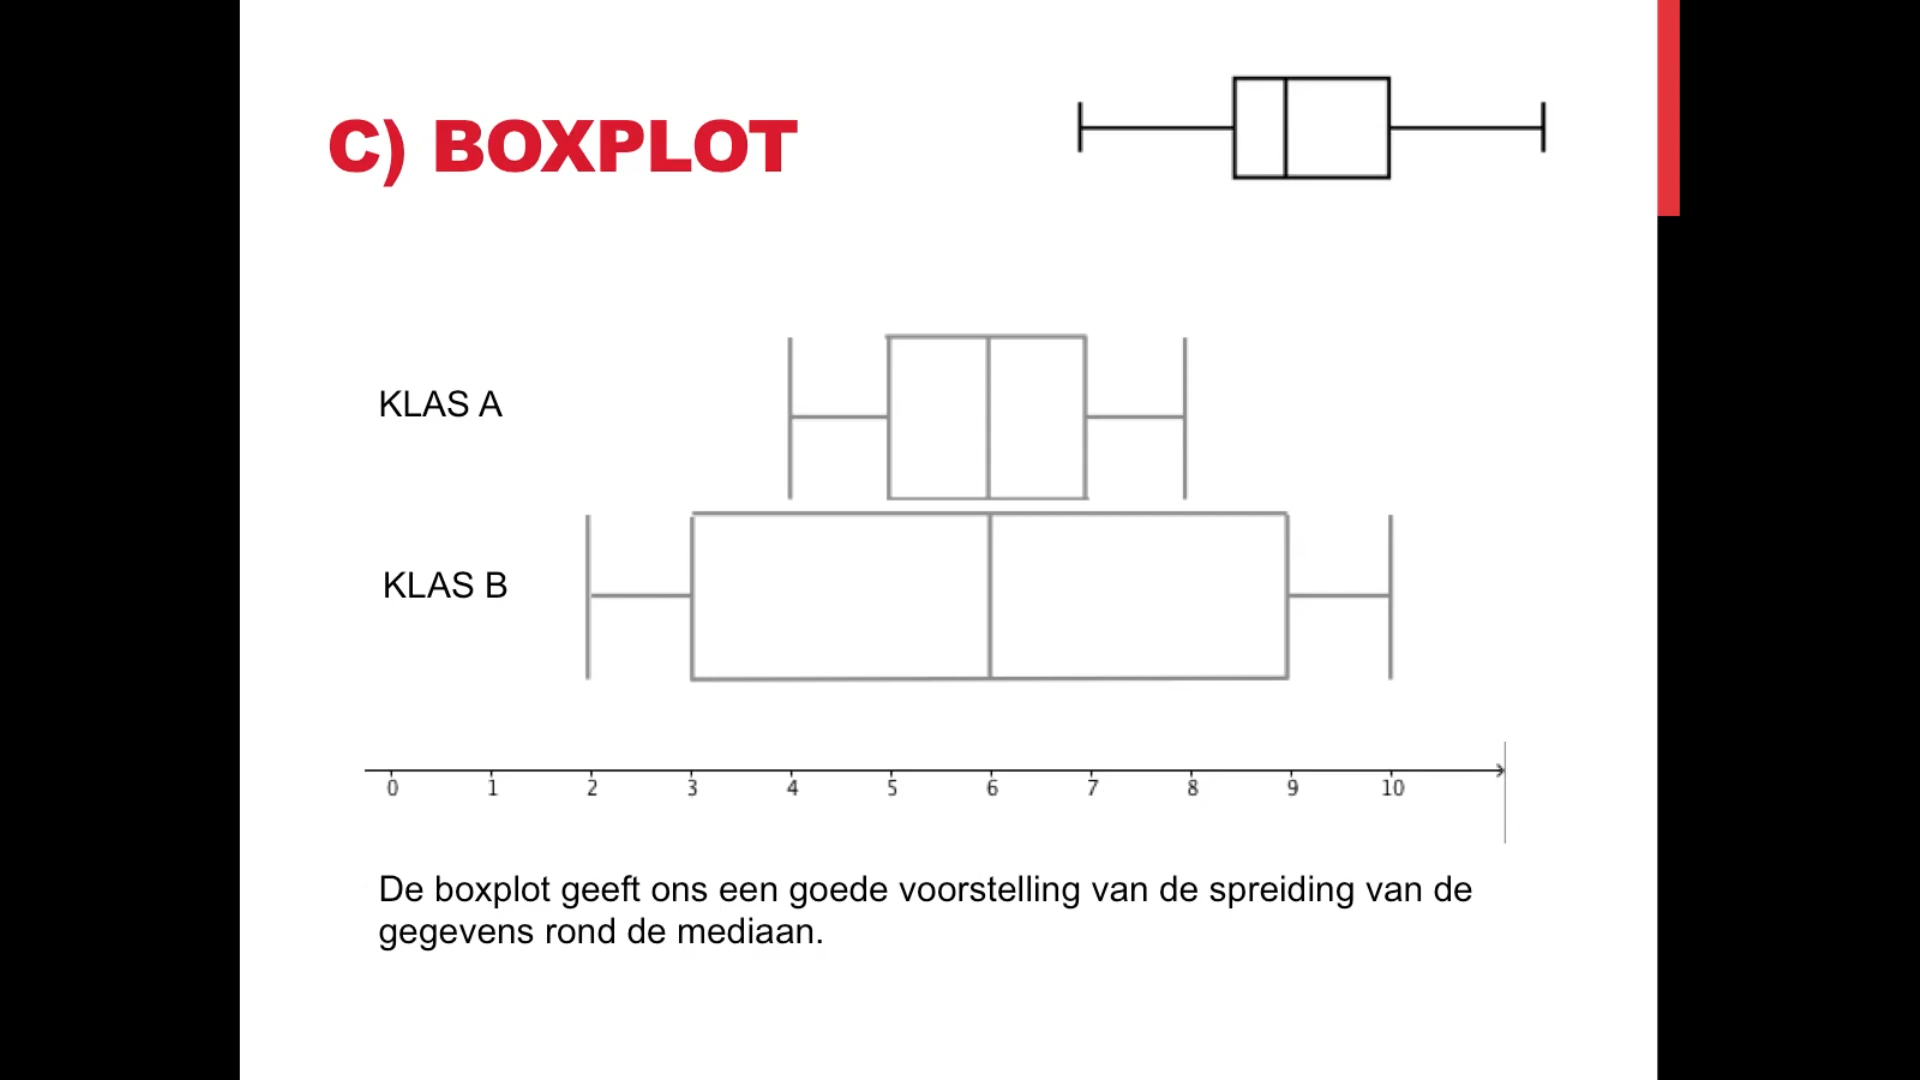 C) BOXPLOT
KLAS A
KLAS B
0 1 2 3 4 5 6 7 8 9 10
De boxplot geeft ons een goede voorstelling van de spreiding van de
gegevens rond de mediaan.